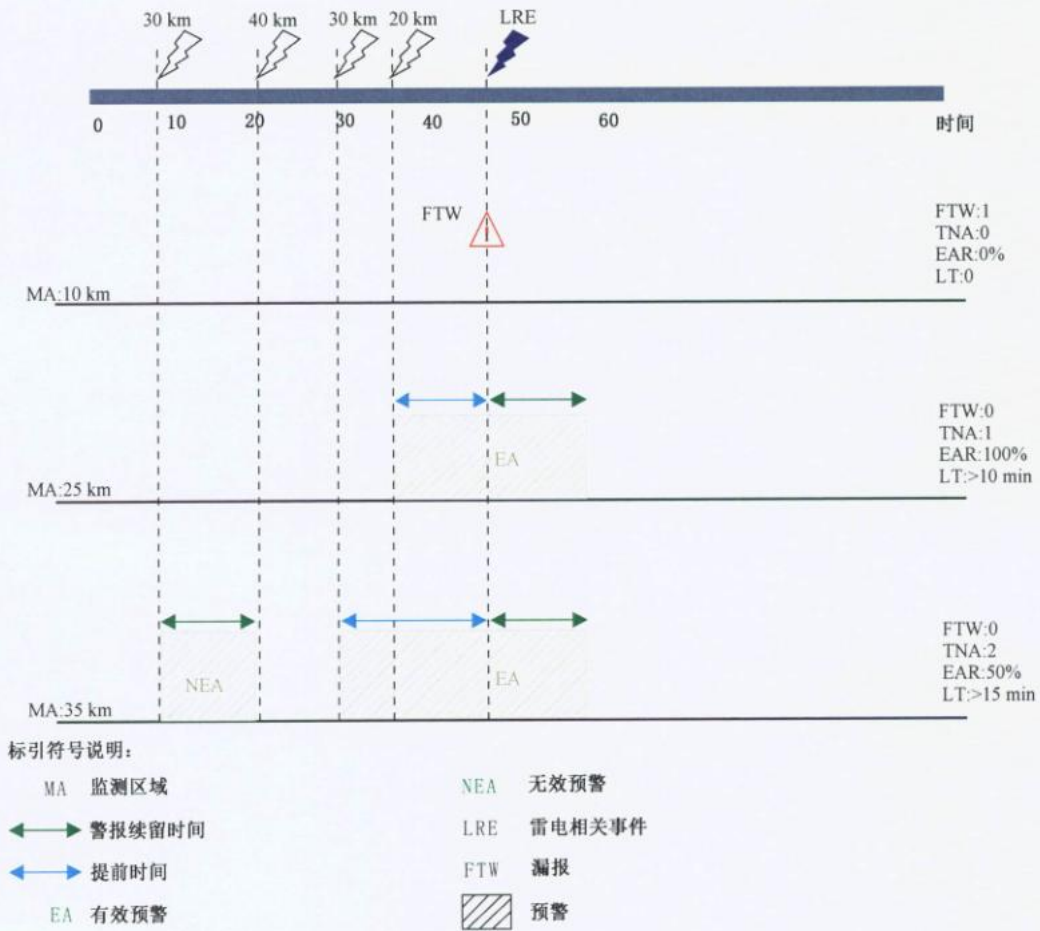 30 km 40 km 30 km 20 km LRE
0 10 20 30 40 50 60 时间
FTW
FTW:1
TNA:0
EAR:0%
LT:0
MA:10 km
FTW:0
TNA:1
EAR:100%
LT:>10 min
EA
MA:25 km
FTW:0
TNA:2
EAR:50%
LT:>15 min
NEA EA
MA:35 km
标引符号说明:
MA 监测区域 NEA 无效预警
警报续留时间 LRE 雷电相关事件
提前时间 FTW 漏报
EA 有效预警 预警